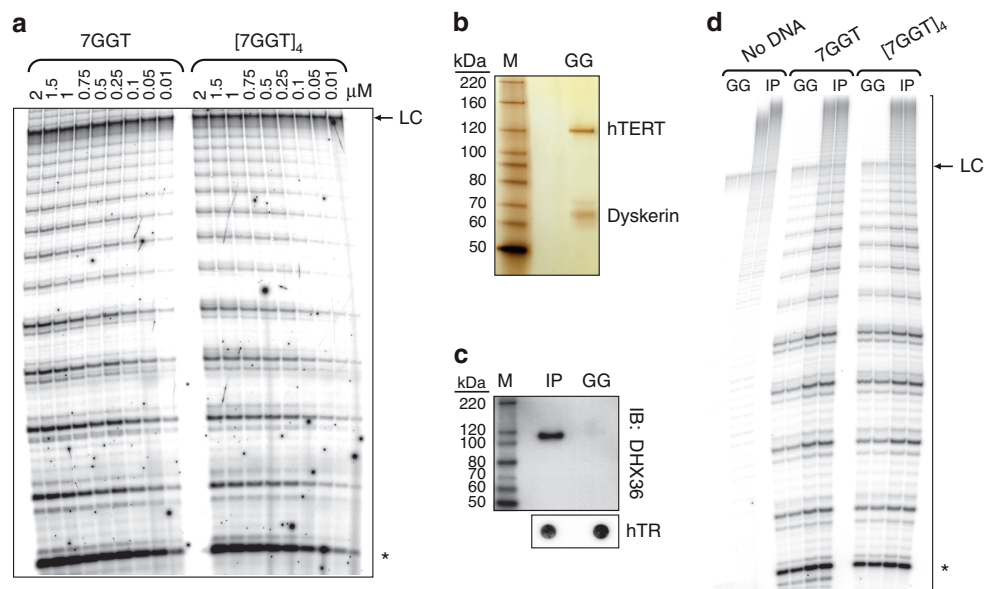 a
7GGT
[7GGT]4
2 1.5 1 0.75 0.5 0.25 0.1 0.05 0.01
2 1.5 1 0.75 0.5 0.25 0.1 0.05 0.01
μM
LC
*
b
kDa M GG
220
160
120
100
80
70
60
50
hTERT
Dyskerin
c
kDa M IP GG
220
120
100
80
70
60
50
IB: DHX36
hTR
d
No DNA 7GGT [7GGT]4
GG IP GG IP GG IP
LC
*